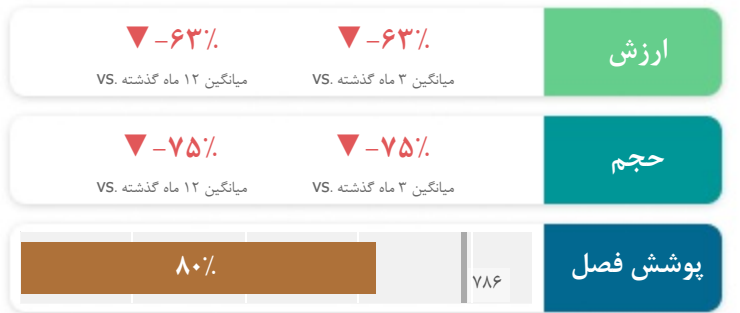 ارزش
▼ -۶۳٪ ▼ -۶۳٪
میانگین ۳ ماه گذشته .VS میانگین ۱۲ ماه گذشته .VS
حجم
▼ -۷۵٪ ▼ -۷۵٪
میانگین ۳ ماه گذشته .VS میانگین ۱۲ ماه گذشته .VS
پوشش فصل
۸۰٪
۷۸۶